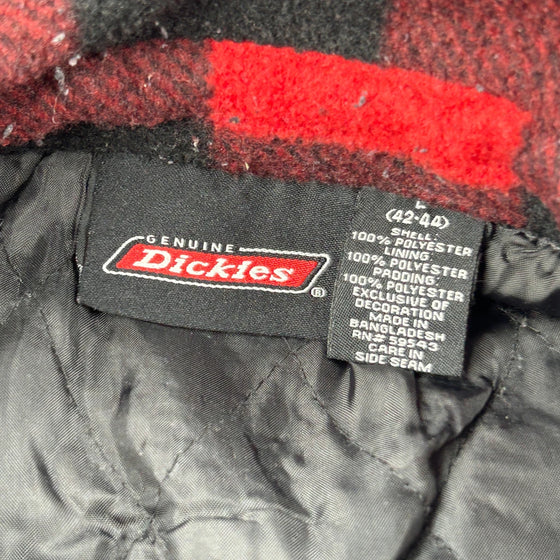 GENUINE
Dickies
®
L
(42-44)
SHELL:
100% POLYESTER
LINING:
100% POLYESTER
PADDING:
100% POLYESTER
EXCLUSIVE OF
DECORATION
MADE IN
BANGLADESH
RN# 59543
CARE IN
SIDE SEAM